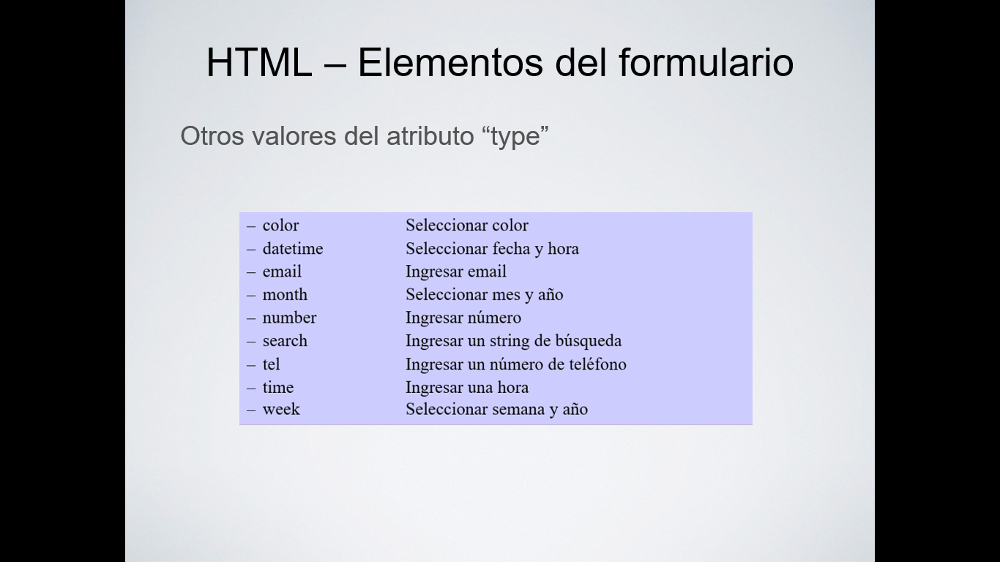 HTML – Elementos del formulario
Otros valores del atributo “type”
– color Seleccionar color
– datetime Seleccionar fecha y hora
– email Ingresar email
– month Seleccionar mes y año
– number Ingresar número
– search Ingresar un string de búsqueda
– tel Ingresar un número de teléfono
– time Ingresar una hora
– week Seleccionar semana y año